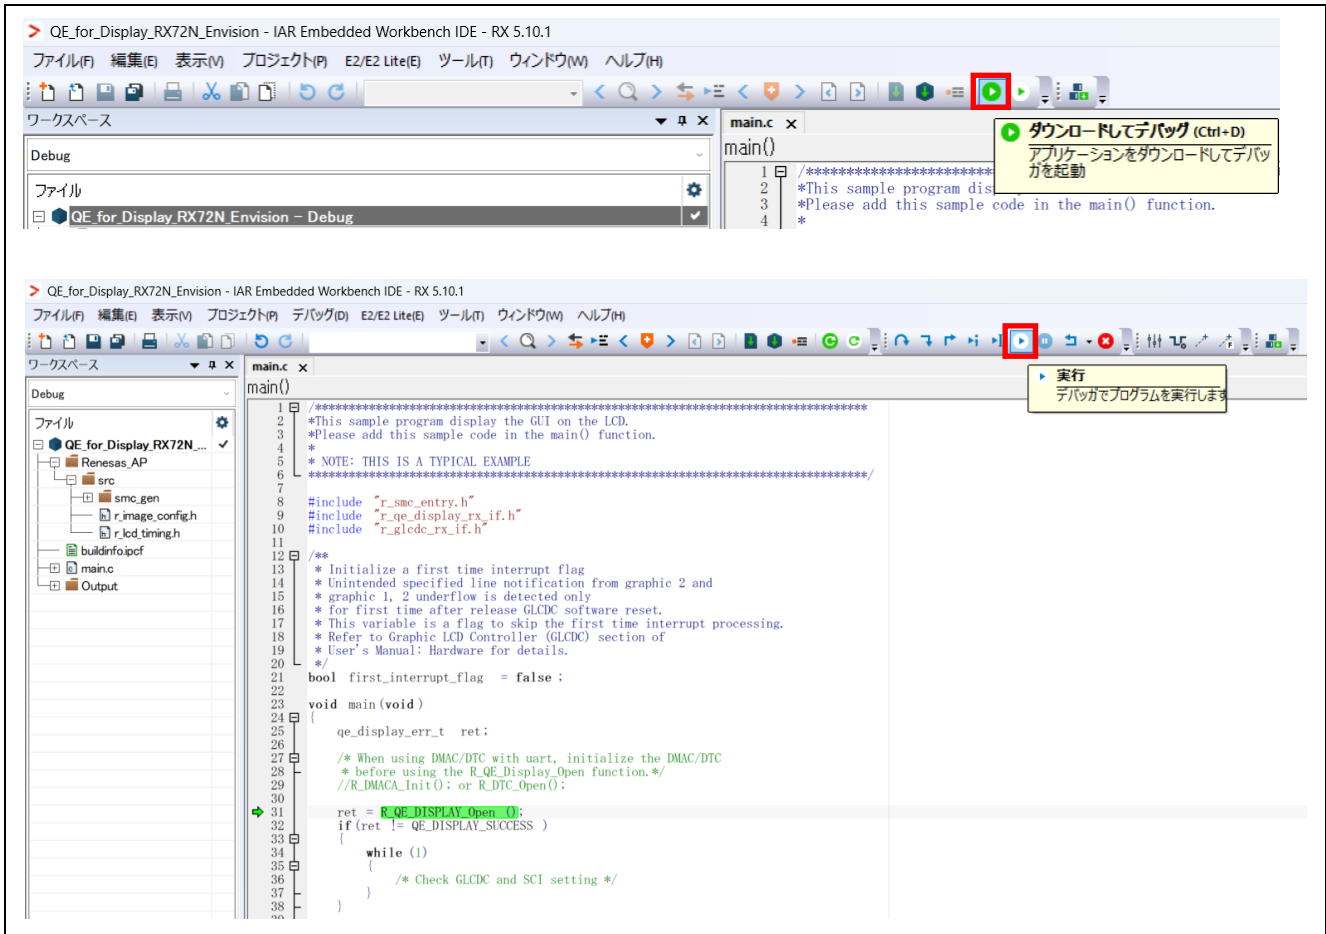 QE_for_Display_RX72N_Envision - IAR Embedded Workbench IDE - RX 5.10.1
ファイル(F) 編集(E) 表示(V) プロジェクト(P) E2/E2 Lite(E) ツール(T) ウィンドウ(W) ヘルプ(H)
ワークスペース
main.c
ダウンロードしてデバッグ (Ctrl+D)
アプリケーションをダウンロードしてデバッ
ガを起動
Debug
main()
ファイル
QE_for_Display_RX72N_Envision - Debug
1 /************************
2 *This sample program dis
3 *Please add this sample code in the main() function.
4 *
QE_for_Display_RX72N_Envision - IAR Embedded Workbench IDE - RX 5.10.1
ファイル(F) 編集(E) 表示(V) プロジェクト(P) デバッグ(D) E2/E2 Lite(E) ツール(T) ウィンドウ(W) ヘルプ(H)
ワークスペース
main.c
実行
デバッガでプログラムを実行します
Debug
main()
ファイル
QE_for_Display_RX72N_...
Renesas_AP
src
smc_gen
r_image_config.h
r_lcd_timing.h
buildinfo.ipcf
main.c
Output
1 /*******************************************************************************
2 *This sample program display the GUI on the LCD.
3 *Please add this sample code in the main() function.
4 *
5 * NOTE: THIS IS A TYPICAL EXAMPLE
6 *******************************************************************************/
7
8 #include "r_smc_entry.h"
9 #include "r_qe_display_rx_if.h"
10 #include "r_glcdc_rx_if.h"
11
12 /**
13 * Initialize a first time interrupt flag
14 * Unintended specified line notification from graphic 2 and
15 * graphic 1, 2 underflow is detected only
16 * for first time after release GLCDC software reset.
17 * This variable is a flag to skip the first time interrupt processing.
18 * Refer to Graphic LCD Controller (GLCDC) section of
19 * User's Manual: Hardware for details.
20 */
21 bool first_interrupt_flag = false ;
22
23 void main(void)
24 {
25 qe_display_err_t ret;
26
27 /* When using DMAC/DTC with uart, initialize the DMAC/DTC
28 * before using the R_QE_Display_Open function.*/
29 //R_DMACA_Init(); or R_DTC_Open();
30
31 ret = R_QE_DISPLAY_Open ();
32 if(ret != QE_DISPLAY_SUCCESS )
33 {
34 while (1)
35 {
36 /* Check GLCDC and SCI setting */
37 }
38 }